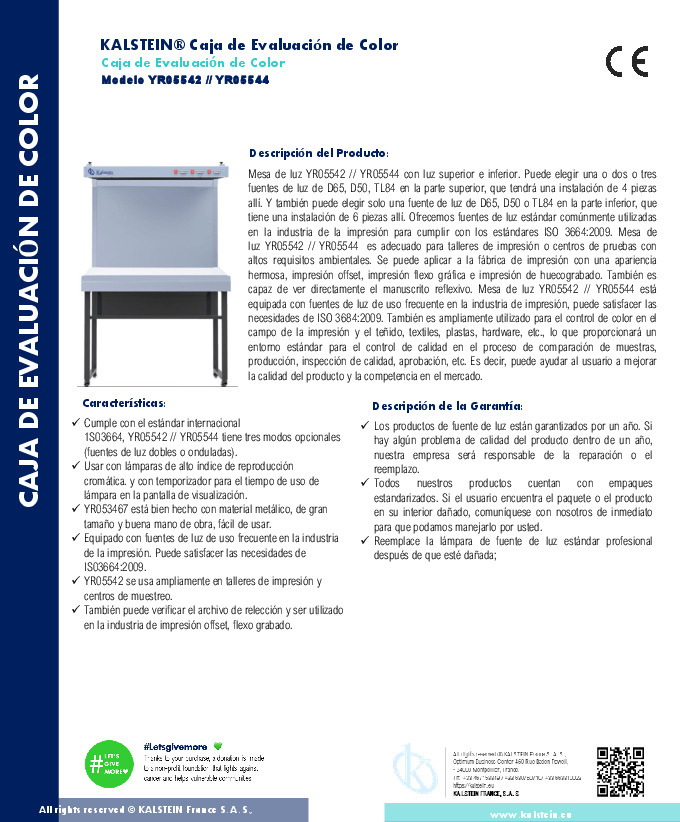 CAJA DE EVALUACIÓN DE COLOR
KALSTEIN® Caja de Evaluación de Color
Caja de Evaluación de Color
Modelo YR05542 // YR05544
CE
Descripción del Producto:
Mesa de luz YR05542 // YR05544 con luz superior e inferior. Puede elegir una o dos o tres
fuentes de luz de D65, D50, TL84 en la parte superior, que tendrá una instalación de 4 piezas
allí. Y también puede elegir solo una fuente de luz de D65, D50 o TL84 en la parte inferior, que
tiene una instalación de 6 piezas allí. Ofrecemos fuentes de luz estándar comúnmente utilizadas
en la industria de la impresión para cumplir con los estándares ISO 3664:2009. Mesa de
luz YR05542 // YR05544 es adecuado para talleres de impresión o centros de pruebas con
altos requisitos ambientales. Se puede aplicar a la fábrica de impresión con una apariencia
hermosa, impresión offset, impresión flexo gráfica e impresión de huecograbado. También es
capaz de ver directamente el manuscrito reflexivo. Mesa de luz YR05542 // YR05544 está
equipada con fuentes de luz de uso frecuente en la industria de impresión, puede satisfacer las
necesidades de ISO 3684:2009. También es ampliamente utilizado para el control de color en el
campo de la impresión y el teñido, textiles, plastas, hardware, etc., lo que proporcionará un
entorno estándar para el control de calidad en el proceso de comparación de muestras,
producción, inspección de calidad, aprobación, etc. Es decir, puede ayudar al usuario a mejorar
la calidad del producto y la competencia en el mercado.
Características:
✓ Cumple con el estándar internacional
1S03664, YR05542 // YR05544 tiene tres modos opcionales
(fuentes de luz dobles o onduladas).
✓ Usar con lámparas de alto índice de reproducción
cromática. y con temporizador para el tiempo de uso de
lámpara en la pantalla de visualización.
✓ YR053467 está bien hecho con material metálico, de gran
tamaño y buena mano de obra, fácil de usar.
✓ Equipado con fuentes de luz de uso frecuente en la industria
de la impresión. Puede satisfacer las necesidades de
IS03664:2009.
✓ YR05542 se usa ampliamente en talleres de impresión y
centros de muestreo.
✓ También puede verificar el archivo de relección y ser utilizado
en la industria de impresión offset, flexo grabado.
Descripción de la Garantía:
✓ Los productos de fuente de luz están garantizados por un año. Si
hay algún problema de calidad del producto dentro de un año,
nuestra empresa será responsable de la reparación o el
reemplazo.
✓ Todos nuestros productos cuentan con empaques
estandarizados. Si el usuario encuentra el paquete o el producto
en su interior dañado, comuníquese con nosotros de inmediato
para que podamos manejarlo por usted.
✓ Reemplace la lámpara de fuente de luz estándar profesional
después de que esté dañada;
# LET'S
GIVE
MORE
#Letsgivemore
Thanks to your purchase, a donation is made
to a non-profit foundation that fights against
cancer and helps vulnerable communities
All rights reserved © KALSTEIN France S. A. S.,
Optimum Business Center 450 Rue Baden Powell,
- 34000 Montpellier, France.
https://kalstein.eu
KALSTEIN FRANCE, S. A. S
All rights reserved © KALSTEIN France S. A. S.,
www.kalstein.eu